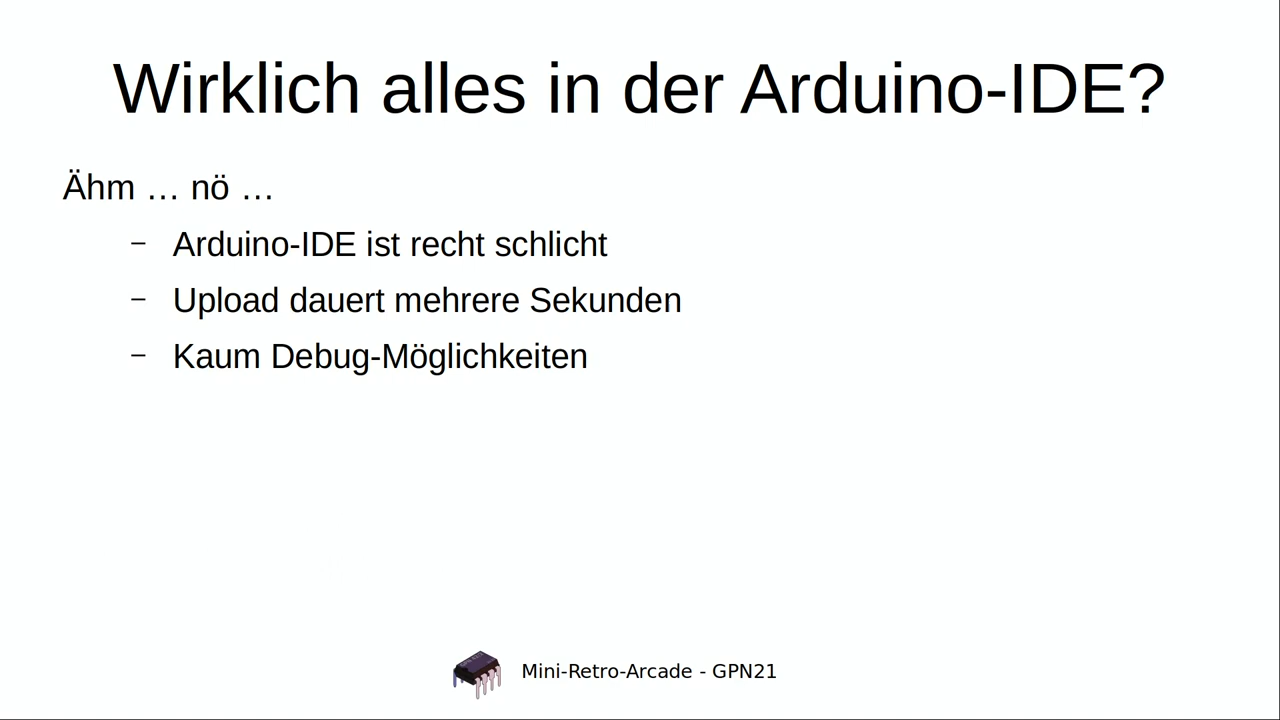 Wirklich alles in der Arduino-IDE?
Ähm … nö …
– Arduino-IDE ist recht schlicht
– Upload dauert mehrere Sekunden
– Kaum Debug-Möglichkeiten
Mini-Retro-Arcade - GPN21